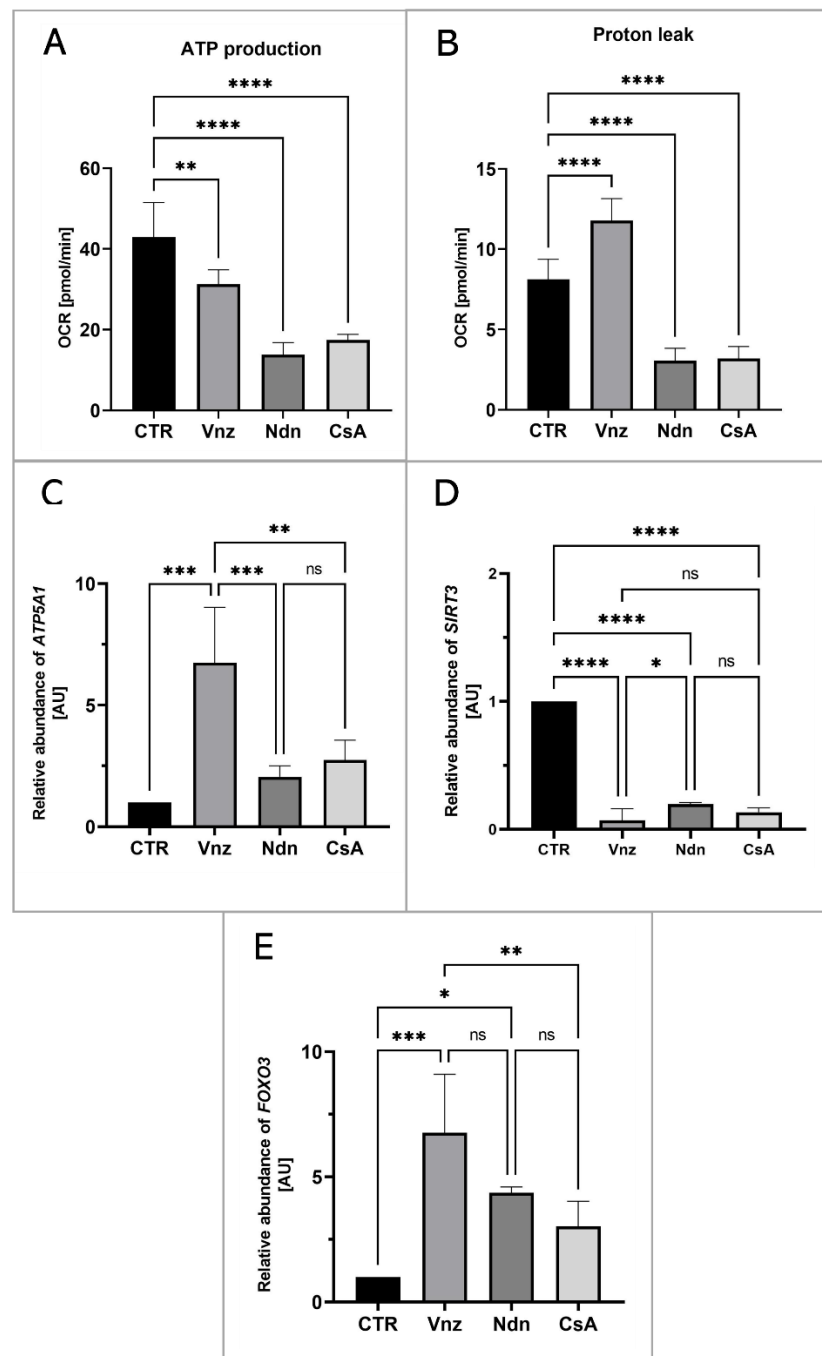 A
ATP production
****
****
**
60
40
20
0
OCR [pmol/min]
CTR Vnz Ndn CsA
B
Proton leak
****
****
****
15
10
5
0
OCR [pmol/min]
CTR Vnz Ndn CsA
C
**
*** *** ns
10
5
0
Relative abundance of ATP5A1
[AU]
CTR Vnz Ndn CsA
D
****
ns
****
**** * ns
2
1
0
Relative abundance of SIRT3
[AU]
CTR Vnz Ndn CsA
E
**
*
*** ns ns
10
5
0
Relative abundance of FOXO3
[AU]
CTR Vnz Ndn CsA